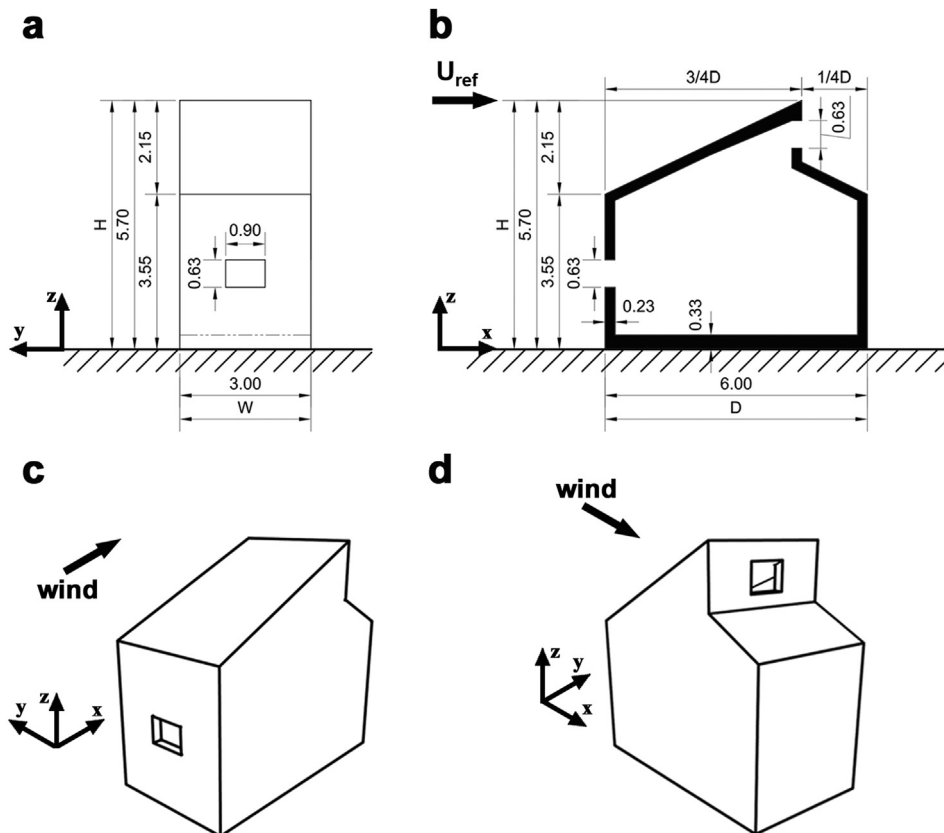 a
2.15
H
5.70
3.55
0.90
0.63
z
y
3.00
W
b
Uref
3/4D
1/4D
0.63
2.15
H
5.70
3.55
0.63
0.23
0.33
z
x
6.00
D
c
wind
y
z
x
d
wind
z
y
x